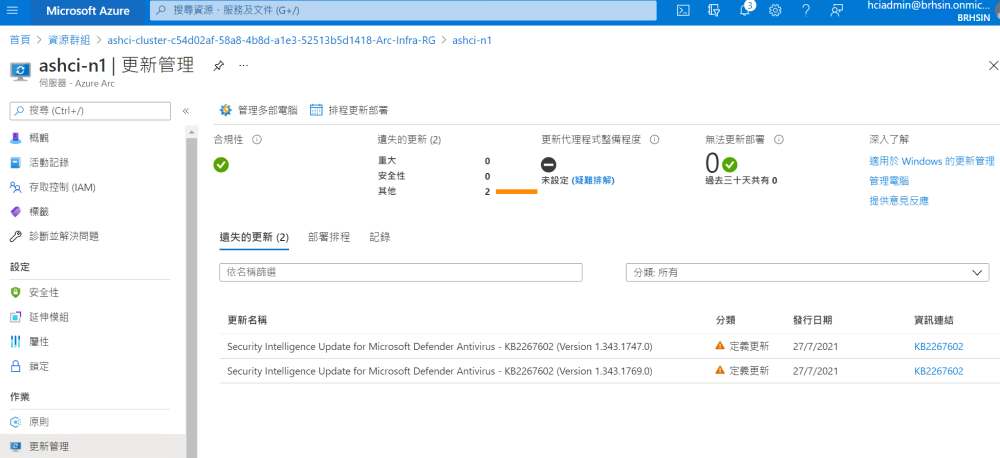 Microsoft Azure
搜尋資源、服務及文件 (G+/)
3
hciadmin@brhsin.onmic...
BRHSIN
首頁 > 資源群組 > ashci-cluster-c54d02af-58a8-4b8d-a1e3-52513b5d1418-Arc-Infra-RG > ashci-n1
ashci-n1 | 更新管理
伺服器 - Azure Arc
搜尋 (Ctrl+/)
概觀
活動記錄
存取控制 (IAM)
標籤
診斷並解決問題
設定
安全性
延伸模組
屬性
鎖定
作業
原則
更新管理
管理多部電腦 排程更新部署
合規性
遺失的更新 (2)
重大 0
安全性 0
其他 2
更新代理程式整備程度
未設定 (疑難排解)
無法更新部署
0
過去三十天共有 0
深入了解
適用於 Windows 的更新管理
管理電腦
提供意見反應
遺失的更新 (2) 部署排程 記錄
依名稱篩選 分類: 所有
更新名稱 分類 發行日期 資訊連結
Security Intelligence Update for Microsoft Defender Antivirus - KB2267602 (Version 1.343.1747.0) 定義更新 27/7/2021 KB2267602
Security Intelligence Update for Microsoft Defender Antivirus - KB2267602 (Version 1.343.1769.0) 定義更新 27/7/2021 KB2267602